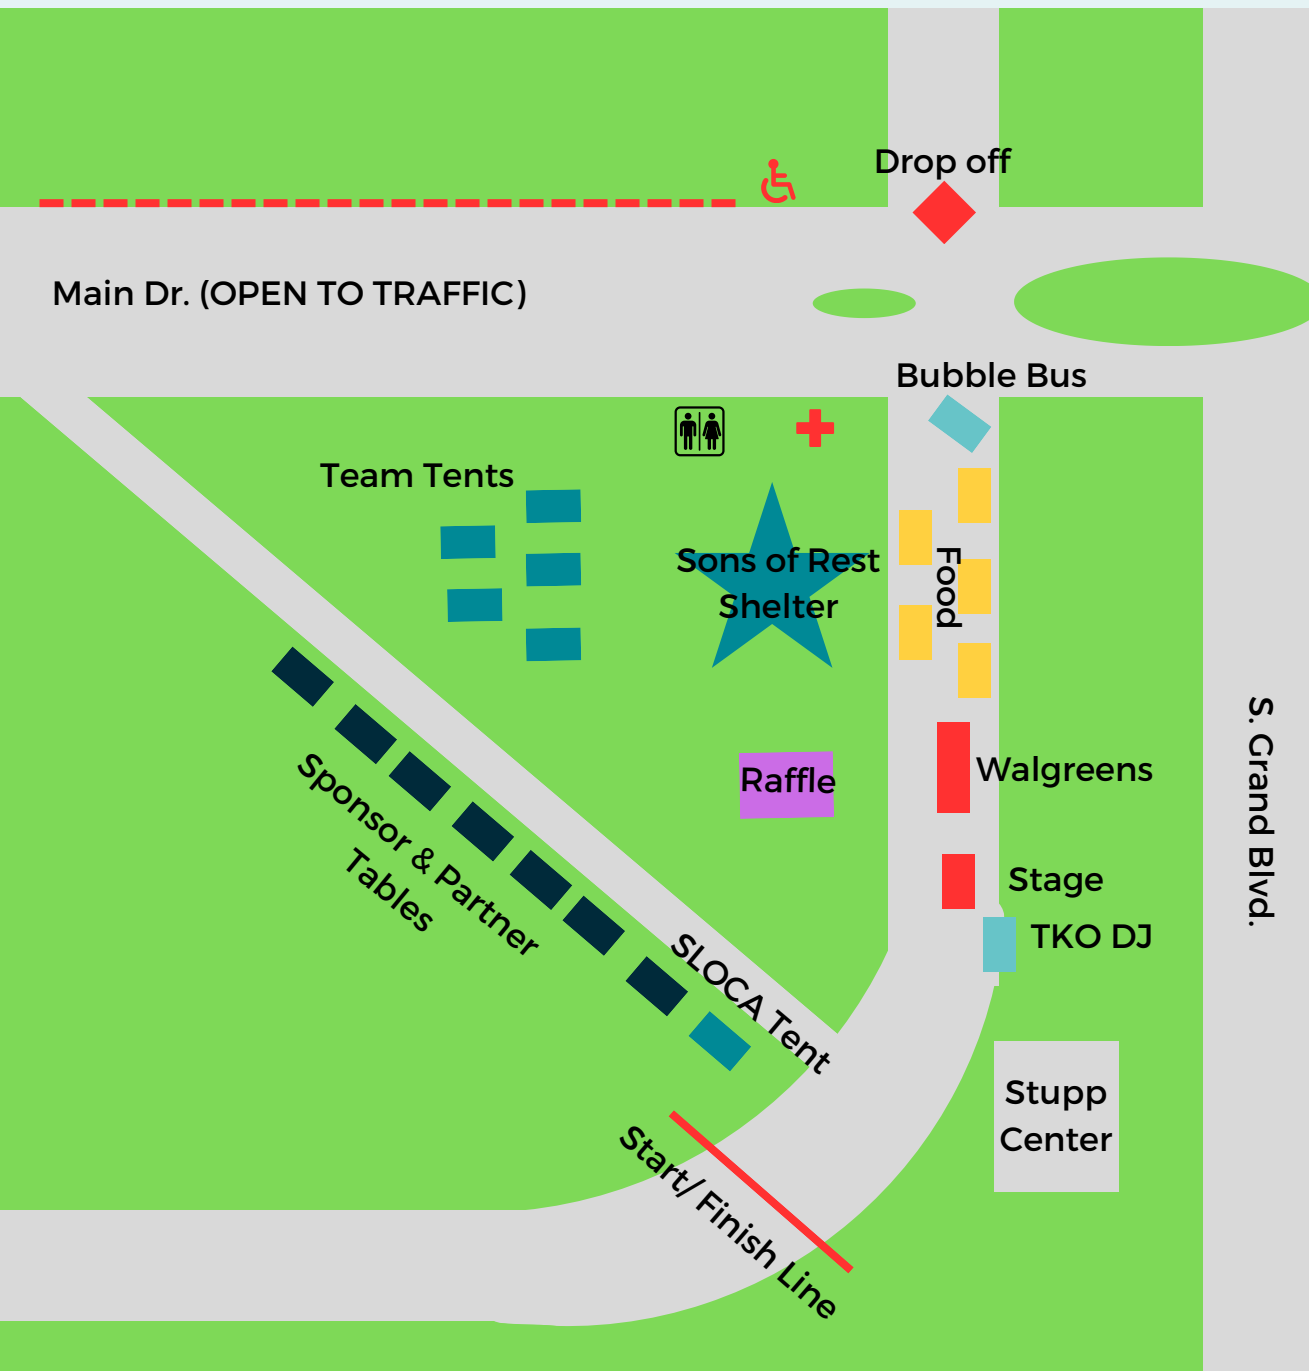 Drop off
Main Dr. (OPEN TO TRAFFIC)
Bubble Bus
Team Tents
Sons of Rest
Shelter
Food
Raffle
Walgreens
S. Grand Blvd.
Stage
TKO DJ
Sponsor & Partner
Tables
SLOCA Tent
Stupp
Center
Start/ Finish Line